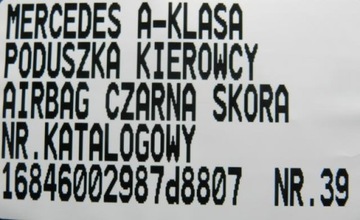 MERCEDES A-KLASA
PODUSZKA KIEROWCY
AIRBAG CZARNA SKORA
NR.KATALOGOWY
16846002987d8807 NR.39